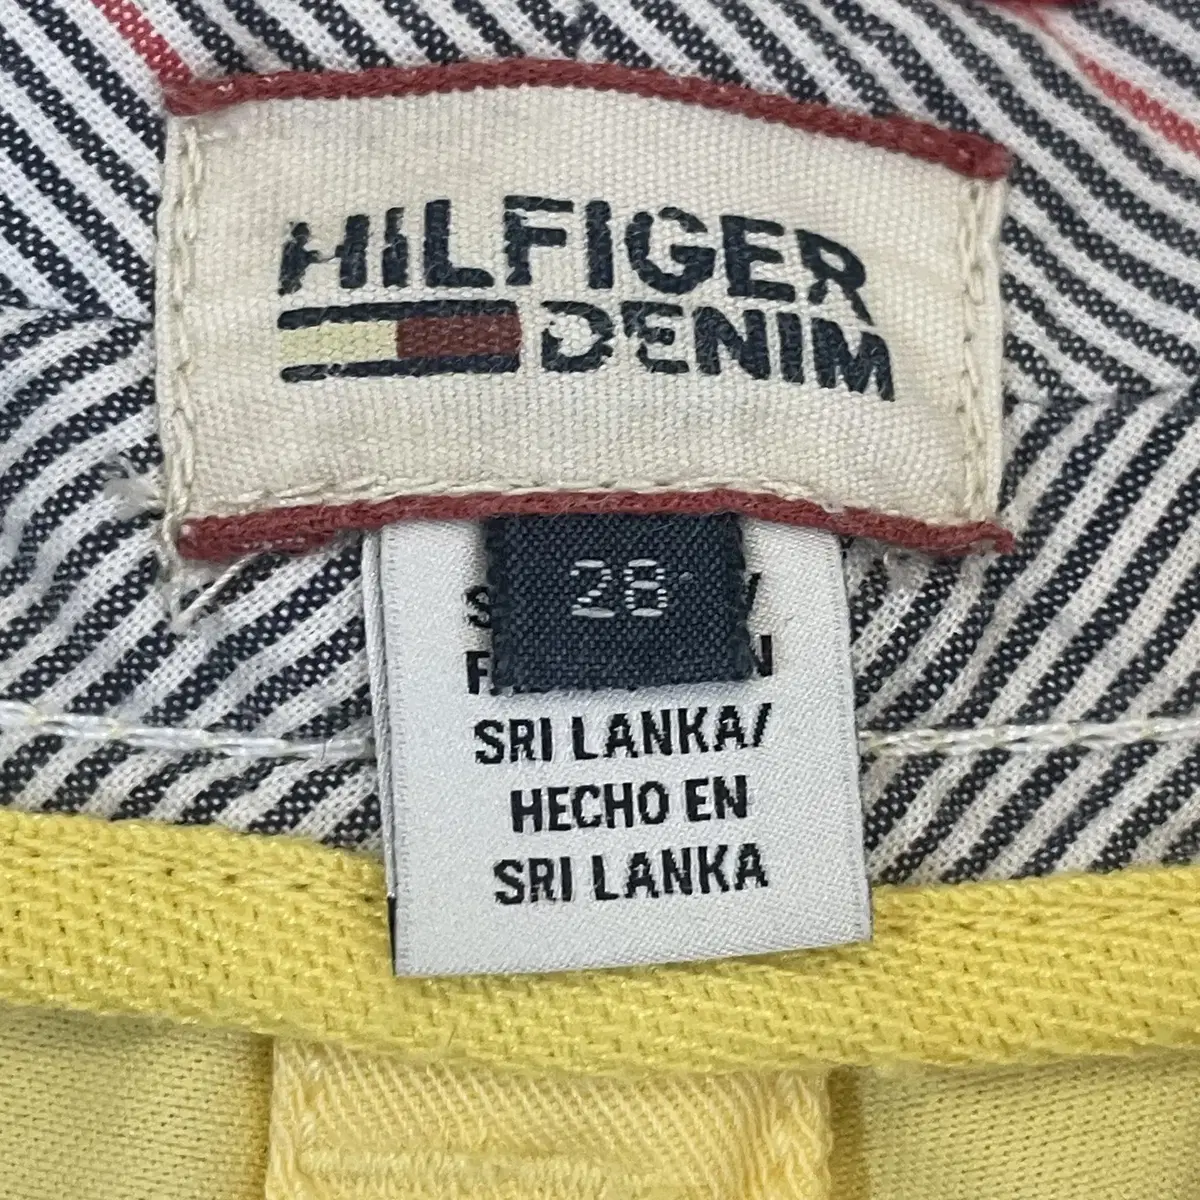 HILFIGER
DENIM
28
SRI LANKA/
HECHO EN
SRI LANKA